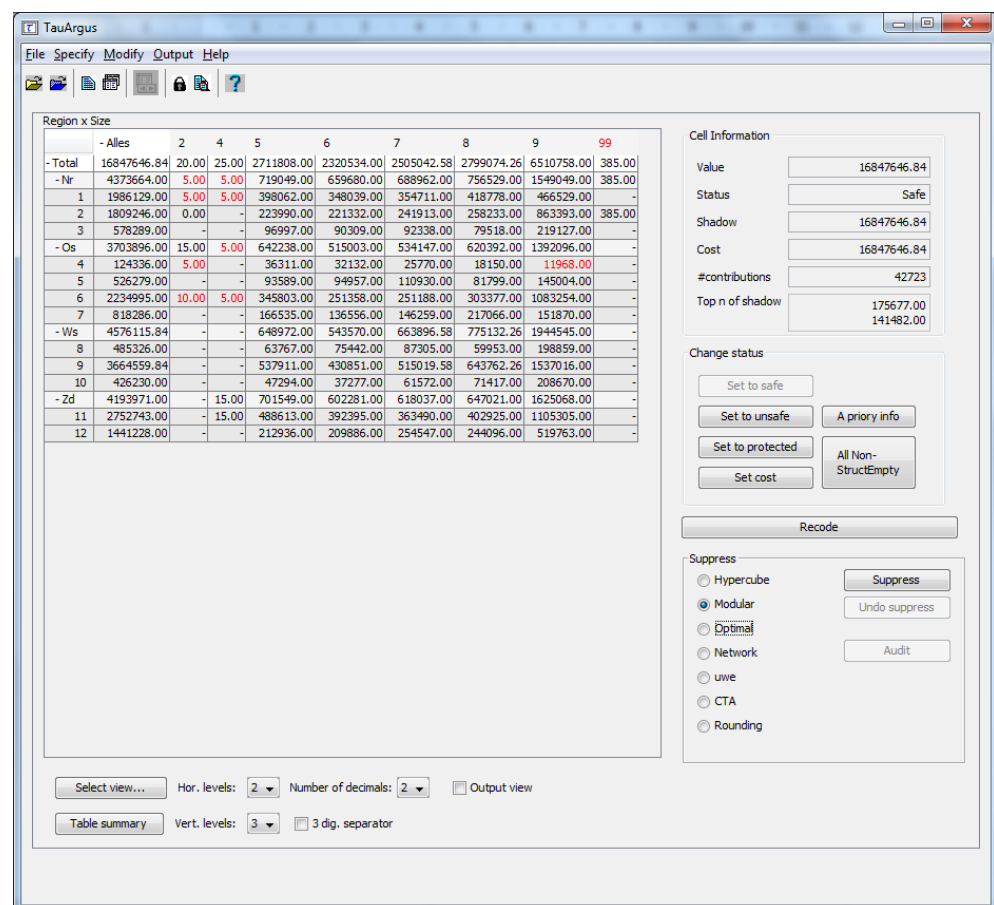 TauArgus
File Specify Modify Output Help
Region x Size
- Alles 2 4 5 6 7 8 9 99
- Total 16847646.84 20.00 25.00 2711808.00 2320534.00 2505042.58 2799074.26 6510758.00 385.00
- Nr 4373664.00 5.00 5.00 719049.00 659680.00 688962.00 756529.00 1549049.00 385.00
1 1986129.00 5.00 5.00 398062.00 348039.00 354711.00 418778.00 466529.00 -
2 1809246.00 0.00 - 223990.00 221332.00 241913.00 258233.00 863393.00 385.00
3 578289.00 - - 96997.00 90309.00 92338.00 79518.00 219127.00 -
- Os 3703896.00 15.00 5.00 642238.00 515003.00 534147.00 620392.00 1392096.00 -
4 124336.00 5.00 - 36311.00 32132.00 25770.00 18150.00 11968.00 -
5 526279.00 - - 93589.00 94957.00 110930.00 81799.00 145004.00 -
6 2234995.00 10.00 5.00 345803.00 251358.00 251188.00 303377.00 1083254.00 -
7 818286.00 - - 166535.00 136556.00 146259.00 217066.00 151870.00 -
- Ws 4576115.84 - - 648972.00 543570.00 663896.58 775132.26 1944545.00 -
8 485326.00 - - 63767.00 75442.00 87305.00 59953.00 198859.00 -
9 3664559.84 - - 537911.00 430851.00 515019.58 643762.26 1537016.00 -
10 426230.00 - - 47294.00 37277.00 61572.00 71417.00 208670.00 -
- Zd 4193971.00 - 15.00 701549.00 602281.00 618037.00 647021.00 1625068.00 -
11 2752743.00 - 15.00 488613.00 392395.00 363490.00 402925.00 1105305.00 -
12 1441228.00 - - 212936.00 209886.00 254547.00 244096.00 519763.00 -
Cell Information
Value 16847646.84
Status Safe
Shadow 16847646.84
Cost 16847646.84
#contributions 42723
Top n of shadow 175677.00
141482.00
Change status
Set to safe
Set to unsafe A priory info
Set to protected All Non-
StructEmpty
Set cost
Recode
Suppress
Hypercube Suppress
Modular Undo suppress
Optimal
Network Audit
uwe
CTA
Rounding
Select view... Hor. levels: 2 Number of decimals: 2 Output view
Table summary Vert. levels: 3 3 dig. separator